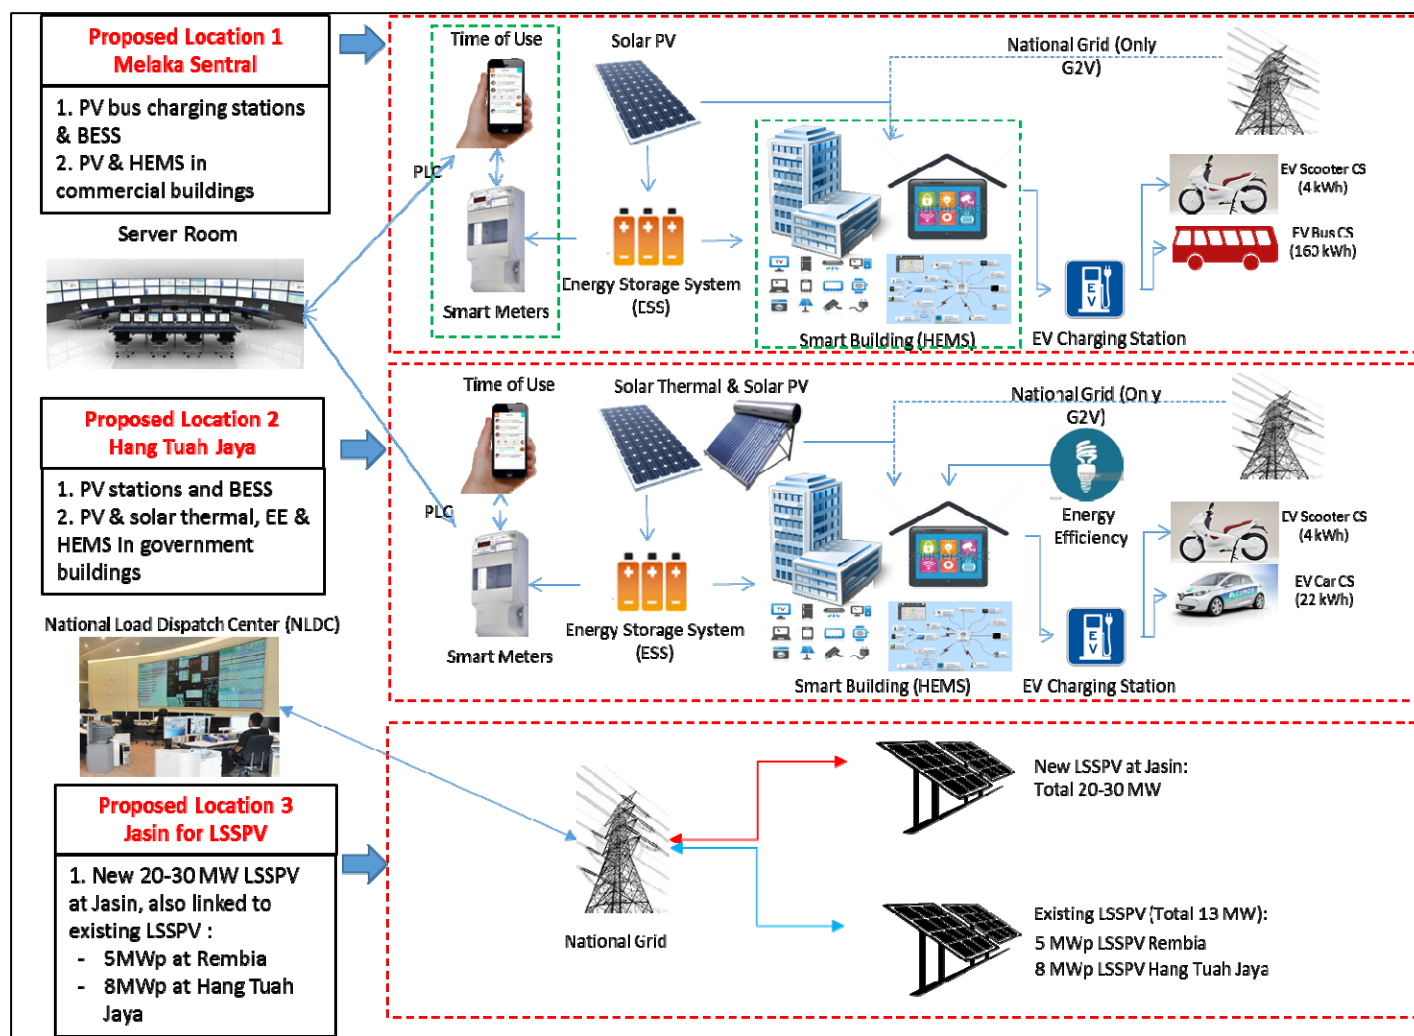 Proposed Location 1
Melaka Sentral
1. PV bus charging stations
& BESS
2. PV & HEMS in
commercial buildings
Server Room
Time of Use
PLC
Smart Meters
Solar PV
Energy Storage System
(ESS)
National Grid (Only
G2V)
Smart Building (HEMS)
EV
EV Charging Station
EV Scooter CS
(4 kWh)
EV Bus CS
(160 kWh)
Proposed Location 2
Hang Tuah Jaya
1. PV stations and BESS
2. PV & solar thermal, EE &
HEMS in government
buildings
Time of Use
PLC
Smart Meters
Solar Thermal & Solar PV
Energy Storage System
(ESS)
National Grid (Only
G2V)
Energy
Efficiency
Smart Building (HEMS)
EV
EV Charging Station
EV Scooter CS
(4 kWh)
EV Car CS
(22 kWh)
National Load Dispatch Center (NLDC)
Proposed Location 3
Jasin for LSSPV
1. New 20-30 MW LSSPV
at Jasin, also linked to
existing LSSPV :
- 5MWp at Rembia
- 8MWp at Hang Tuah
Jaya
National Grid
New LSSPV at Jasin:
Total 20-30 MW
Existing LSSPV (Total 13 MW):
5 MWp LSSPV Rembia
8 MWp LSSPV Hang Tuah Jaya